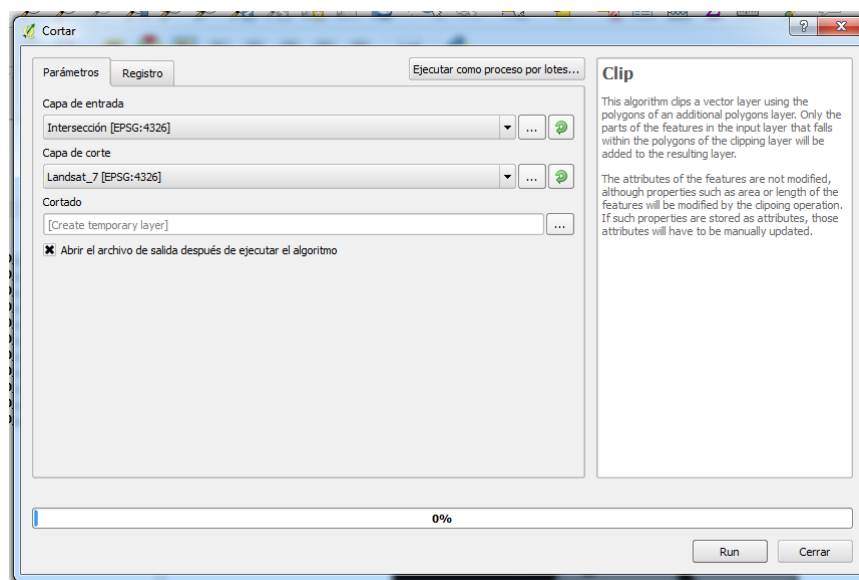 Cortar
Parámetros
Registro
Ejecutar como proceso por lotes...
Capa de entrada
Intersección [EPSG:4326]
...
Capa de corte
Landsat_7 [EPSG:4326]
...
Cortado
[Create temporary layer]
...
Abrir el archivo de salida después de ejecutar el algoritmo
Clip
This algorithm clips a vector layer using the
polygons of an additional polygons layer. Only the
parts of the features in the input layer that falls
within the polygons of the clipping layer will be
added to the resulting layer.
The attributes of the features are not modified,
although properties such as area or length of the
features will be modified by the clipoing operation.
If such properties are stored as attributes, those
attributes will have to be manually updated.
0%
Run
Cerrar